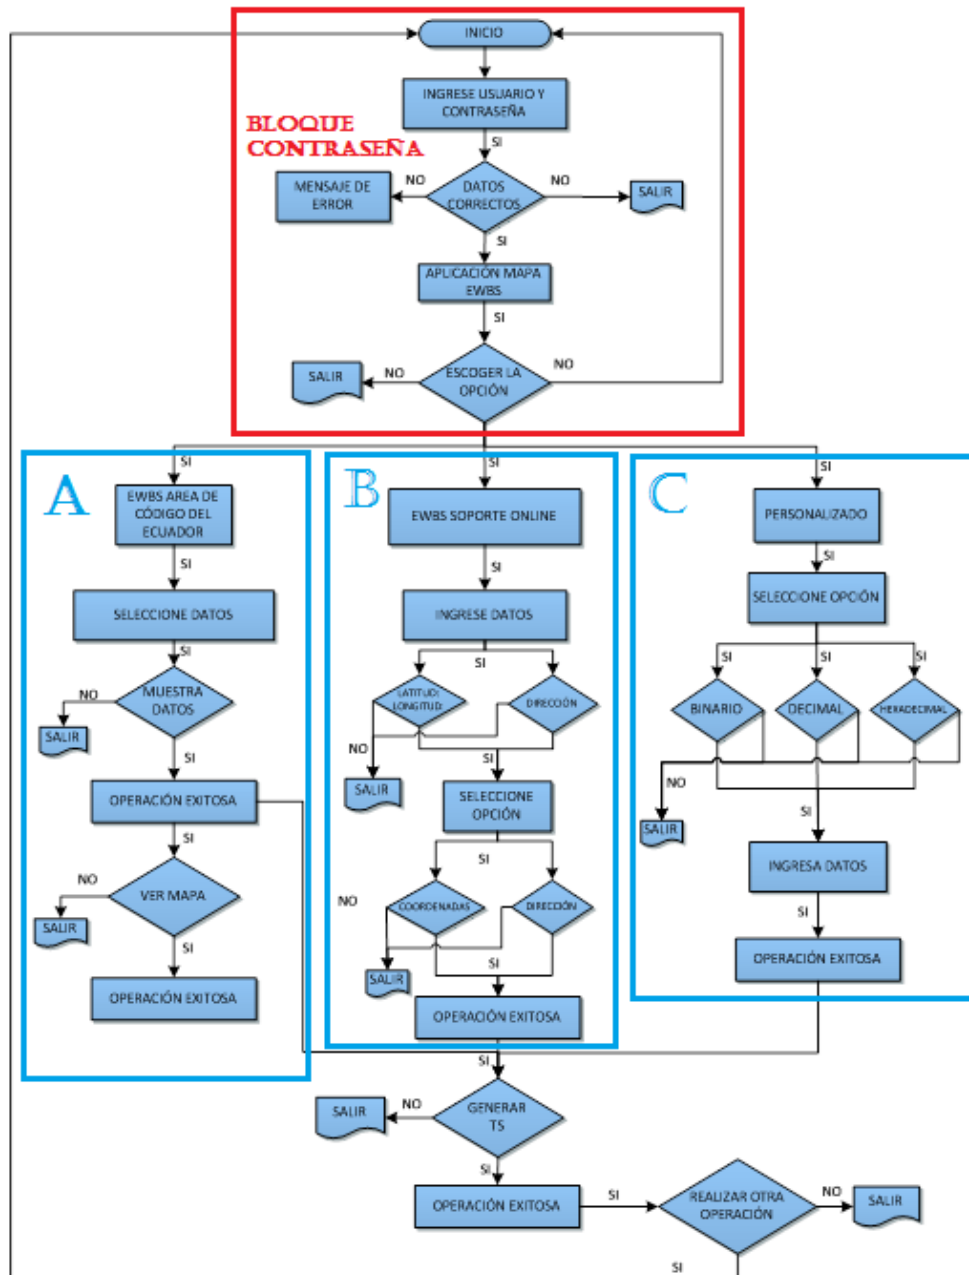 INICIO
INGRESE USUARIO Y
CONTRASEÑA
BLOQUE
CONTRASEÑA
SI
MENSAJE DE
ERROR
NO
DATOS
CORRECTOS
NO
SALIR
SI
APLICACIÓN MAPA
EWBS
SI
SALIR
NO
ESCOGER LA
OPCIÓN
NO
SI
SI
SI
A
EWBS AREA DE
CÓDIGO DEL
ECUADOR
SI
SELECCIONE DATOS
SI
NO
MUESTRA
DATOS
SALIR
SI
OPERACIÓN EXITOSA
SI
NO
VER MAPA
SALIR
SI
OPERACIÓN EXITOSA
B
EWBS SOPORTE ONLINE
SI
INGRESE DATOS
SI
LATITUD:
LONGITUD:
DIRECCIÓN
NO
SI
SALIR
SELECCIONE
OPCIÓN
SI
NO
COORDENADAS
DIRECCIÓN
SI
SALIR
OPERACIÓN EXITOSA
C
PERSONALIZADO
SI
SELECCIONE OPCIÓN
SI
SI
SI
BINARIO
DECIMAL
HEXADECIMAL
NO
SALIR
SI
INGRESA DATOS
SI
OPERACIÓN EXITOSA
SI
SALIR
NO
GENERAR
TS
SI
OPERACIÓN EXITOSA
SI
REALIZAR OTRA
OPERACIÓN
NO
SALIR
SI